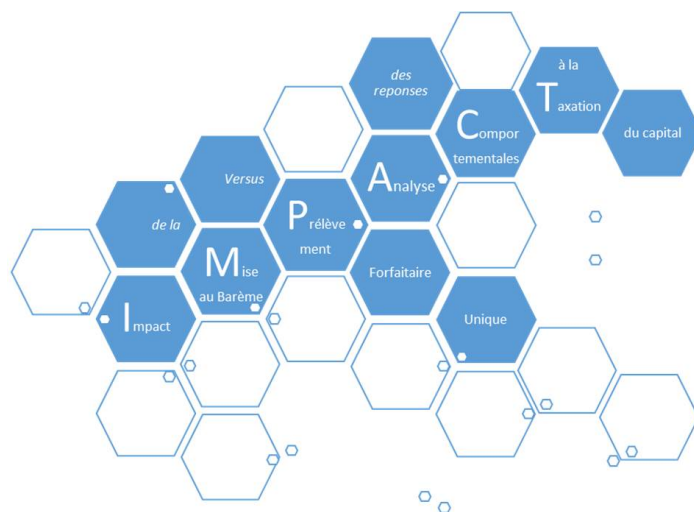 Impact
de la
Mise
au Barème
Versus
Prélève
ment
Forfaitaire
Unique
Analyse
des
reponses
Compor
tementales
à la
Taxation
du capital